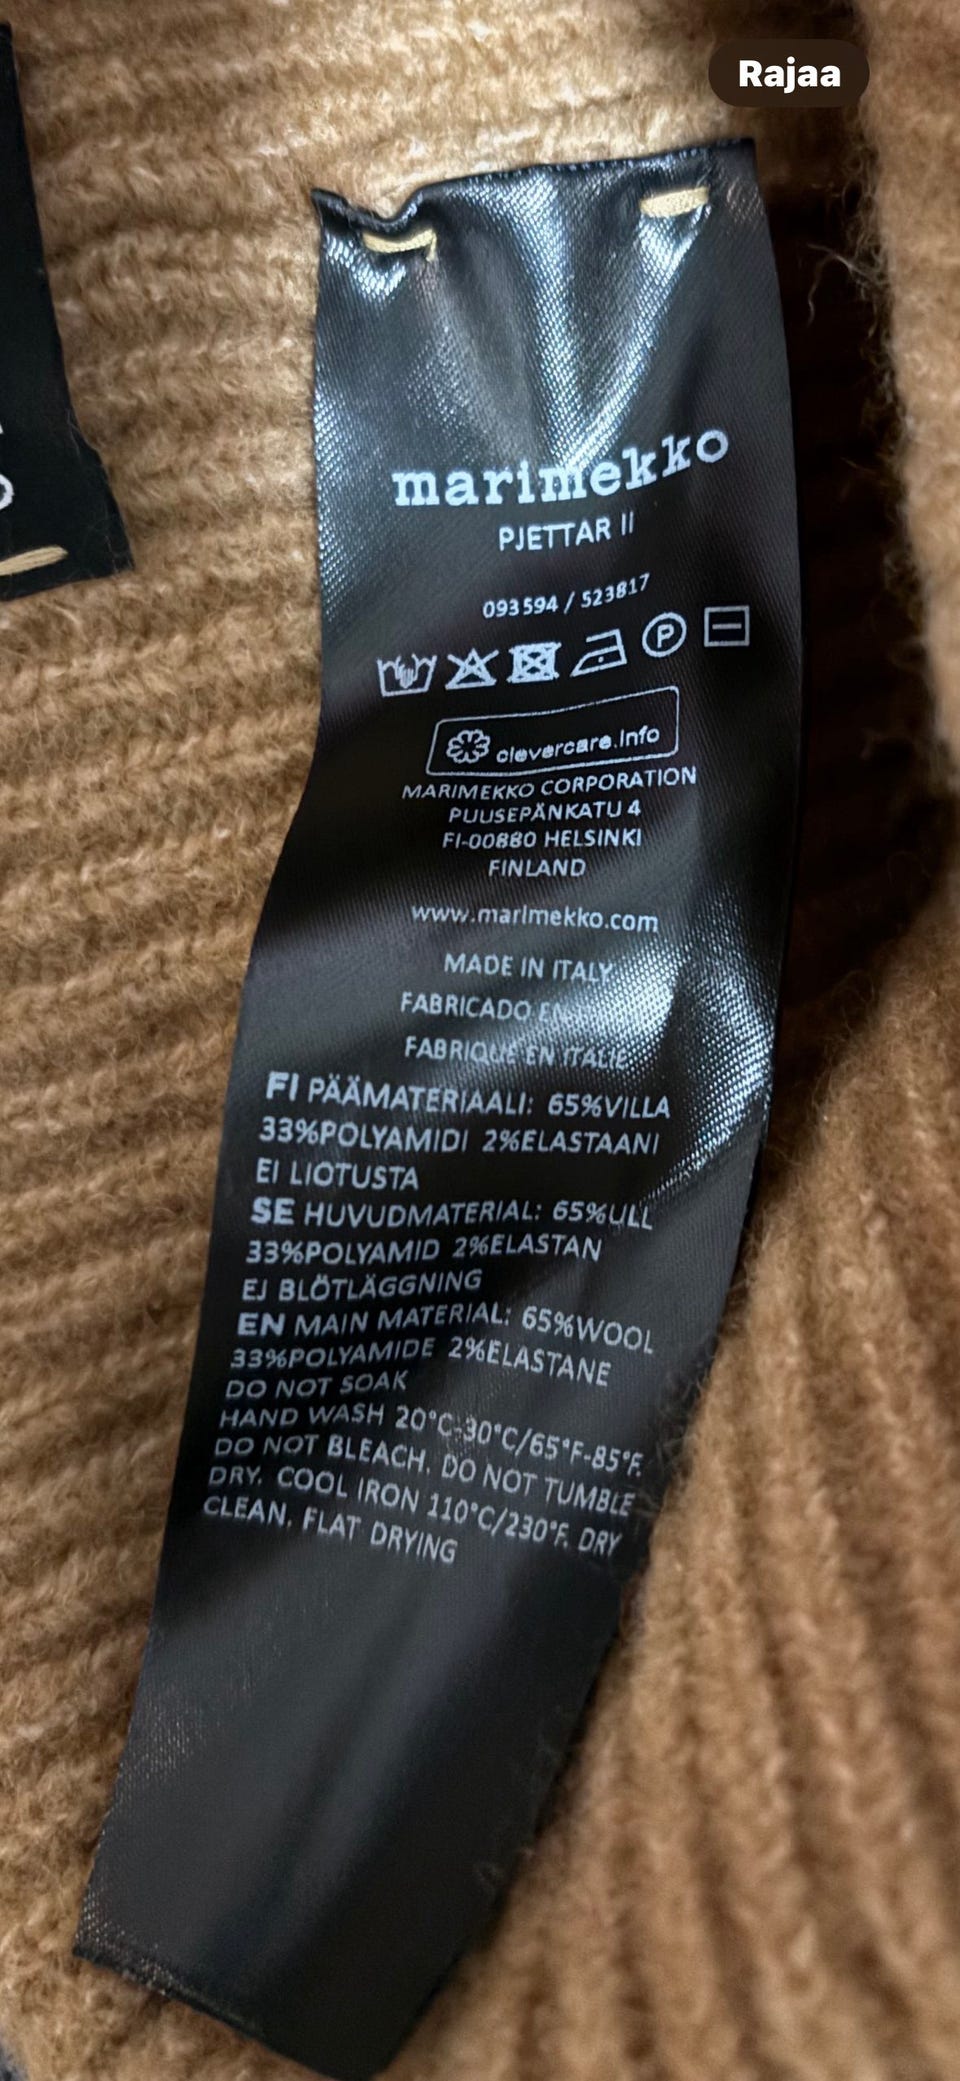 Rajaa
marimekko
PJETTAR II
093594 / 523817
P
clevercare.info
MARIMEKKO CORPORATION
PUUSEPÄNKATU 4
FI-00880 HELSINKI
FINLAND
www.marimekko.com
MADE IN ITALY
FABRICADO EN
FABRIQUE EN ITALIE
FI PÄÄMATERIAALI: 65%VILLA
33%POLYAMIDI 2%ELASTAANI
EI LIOTUSTA
SE HUVUDMATERIAL: 65%ULL
33%POLYAMID 2%ELASTAN
EJ BLÖTLÄGGNING
EN MAIN MATERIAL: 65%WOOL
33%POLYAMIDE 2%ELASTANE
DO NOT SOAK
HAND WASH 20°C-30°C/65°F-85°F.
DO NOT BLEACH. DO NOT TUMBLE
DRY. COOL IRON 110°C/230°F. DRY
CLEAN. FLAT DRYING